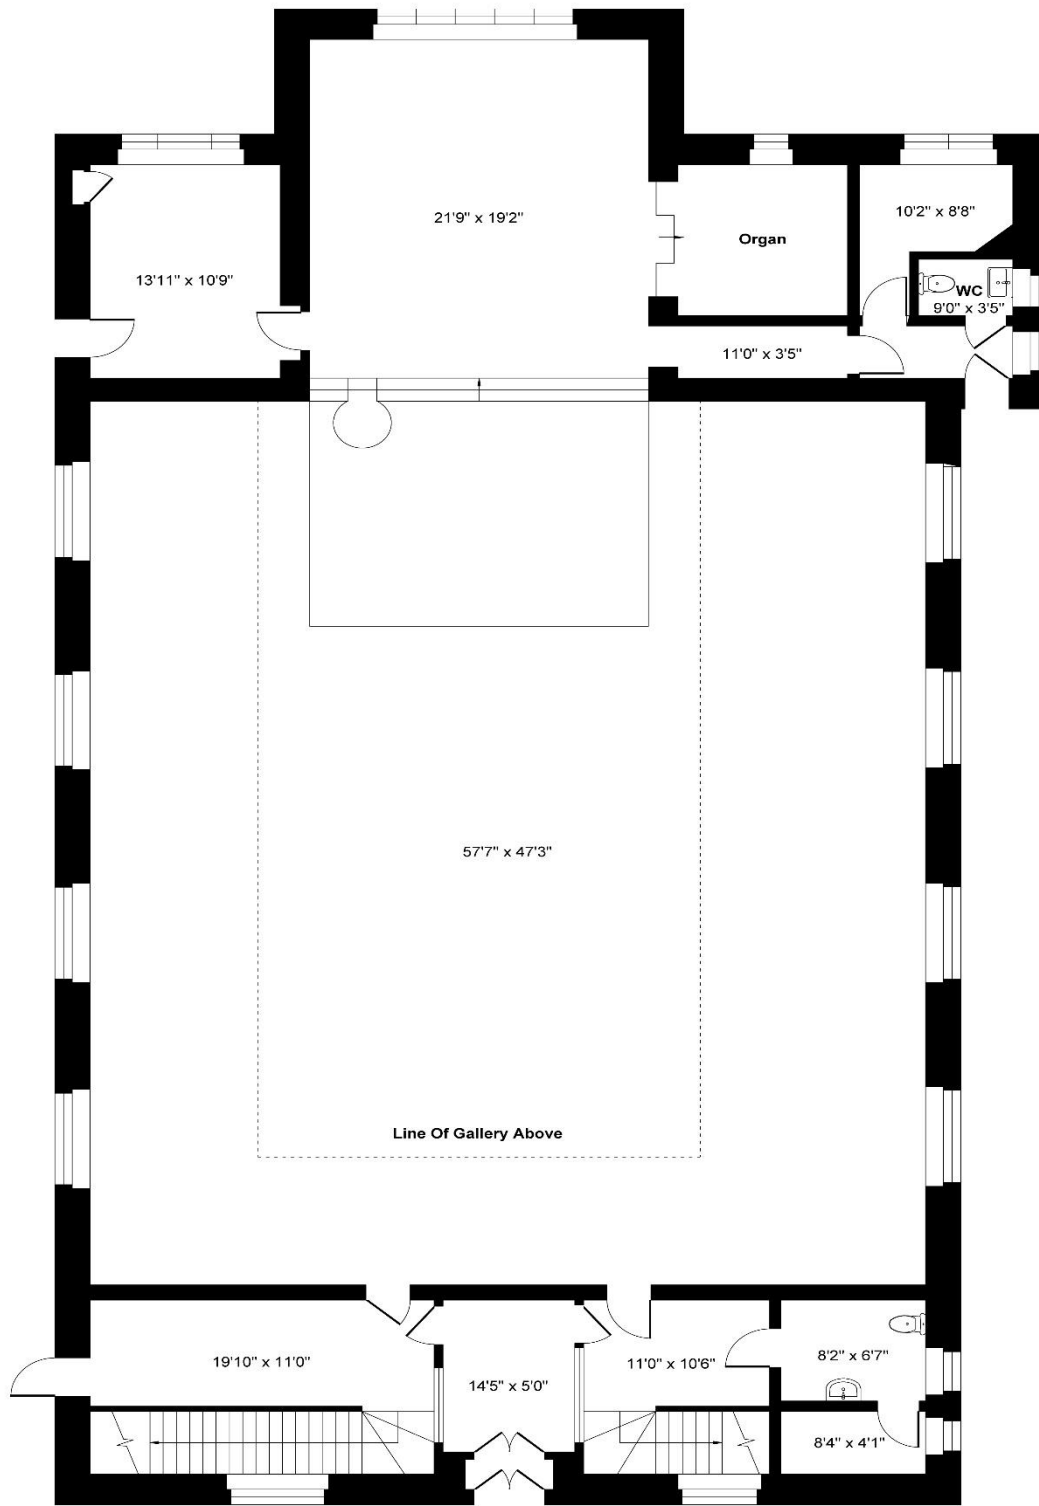 21'9" x 19'2"
10'2" x 8'8"
Organ
13'11" x 10'9"
WC
9'0" x 3'5"
11'0" x 3'5"
57'7" x 47'3"
Line Of Gallery Above
19'10" x 11'0"
14'5" x 5'0"
11'0" x 10'6"
8'2" x 6'7"
8'4" x 4'1"